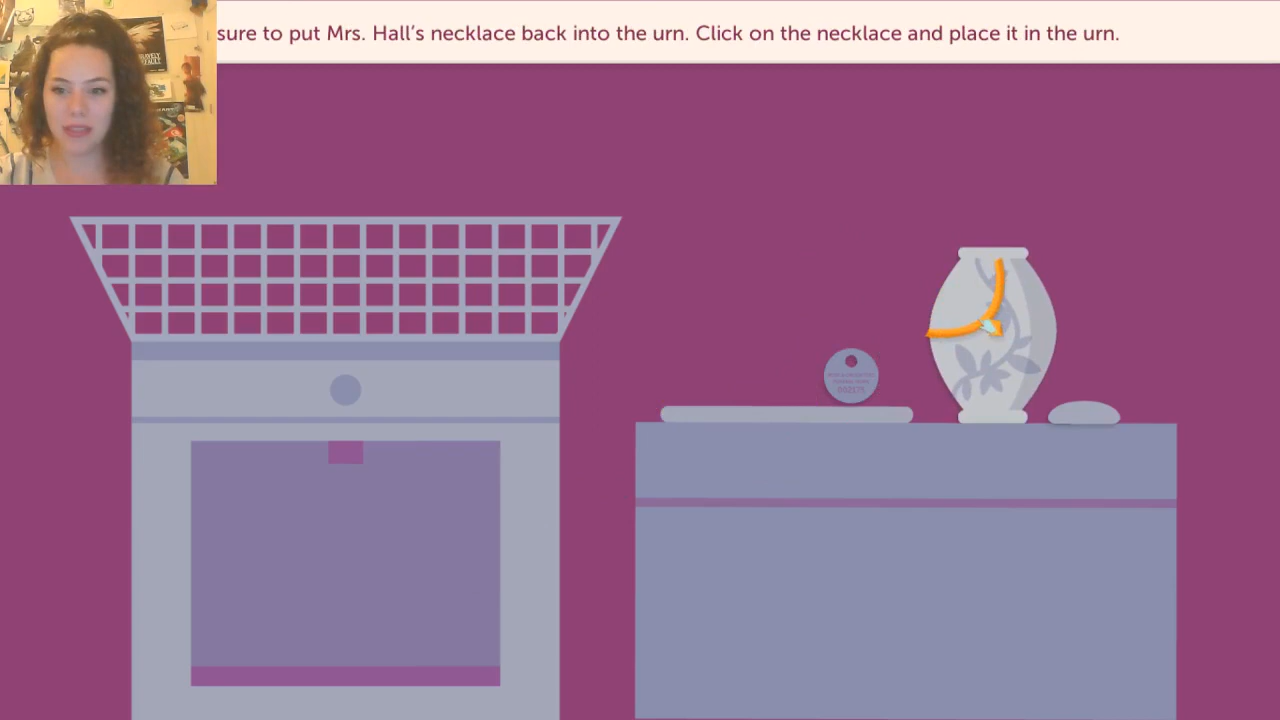 sure to put Mrs. Hall’s necklace back into the urn. Click on the necklace and place it in the urn.